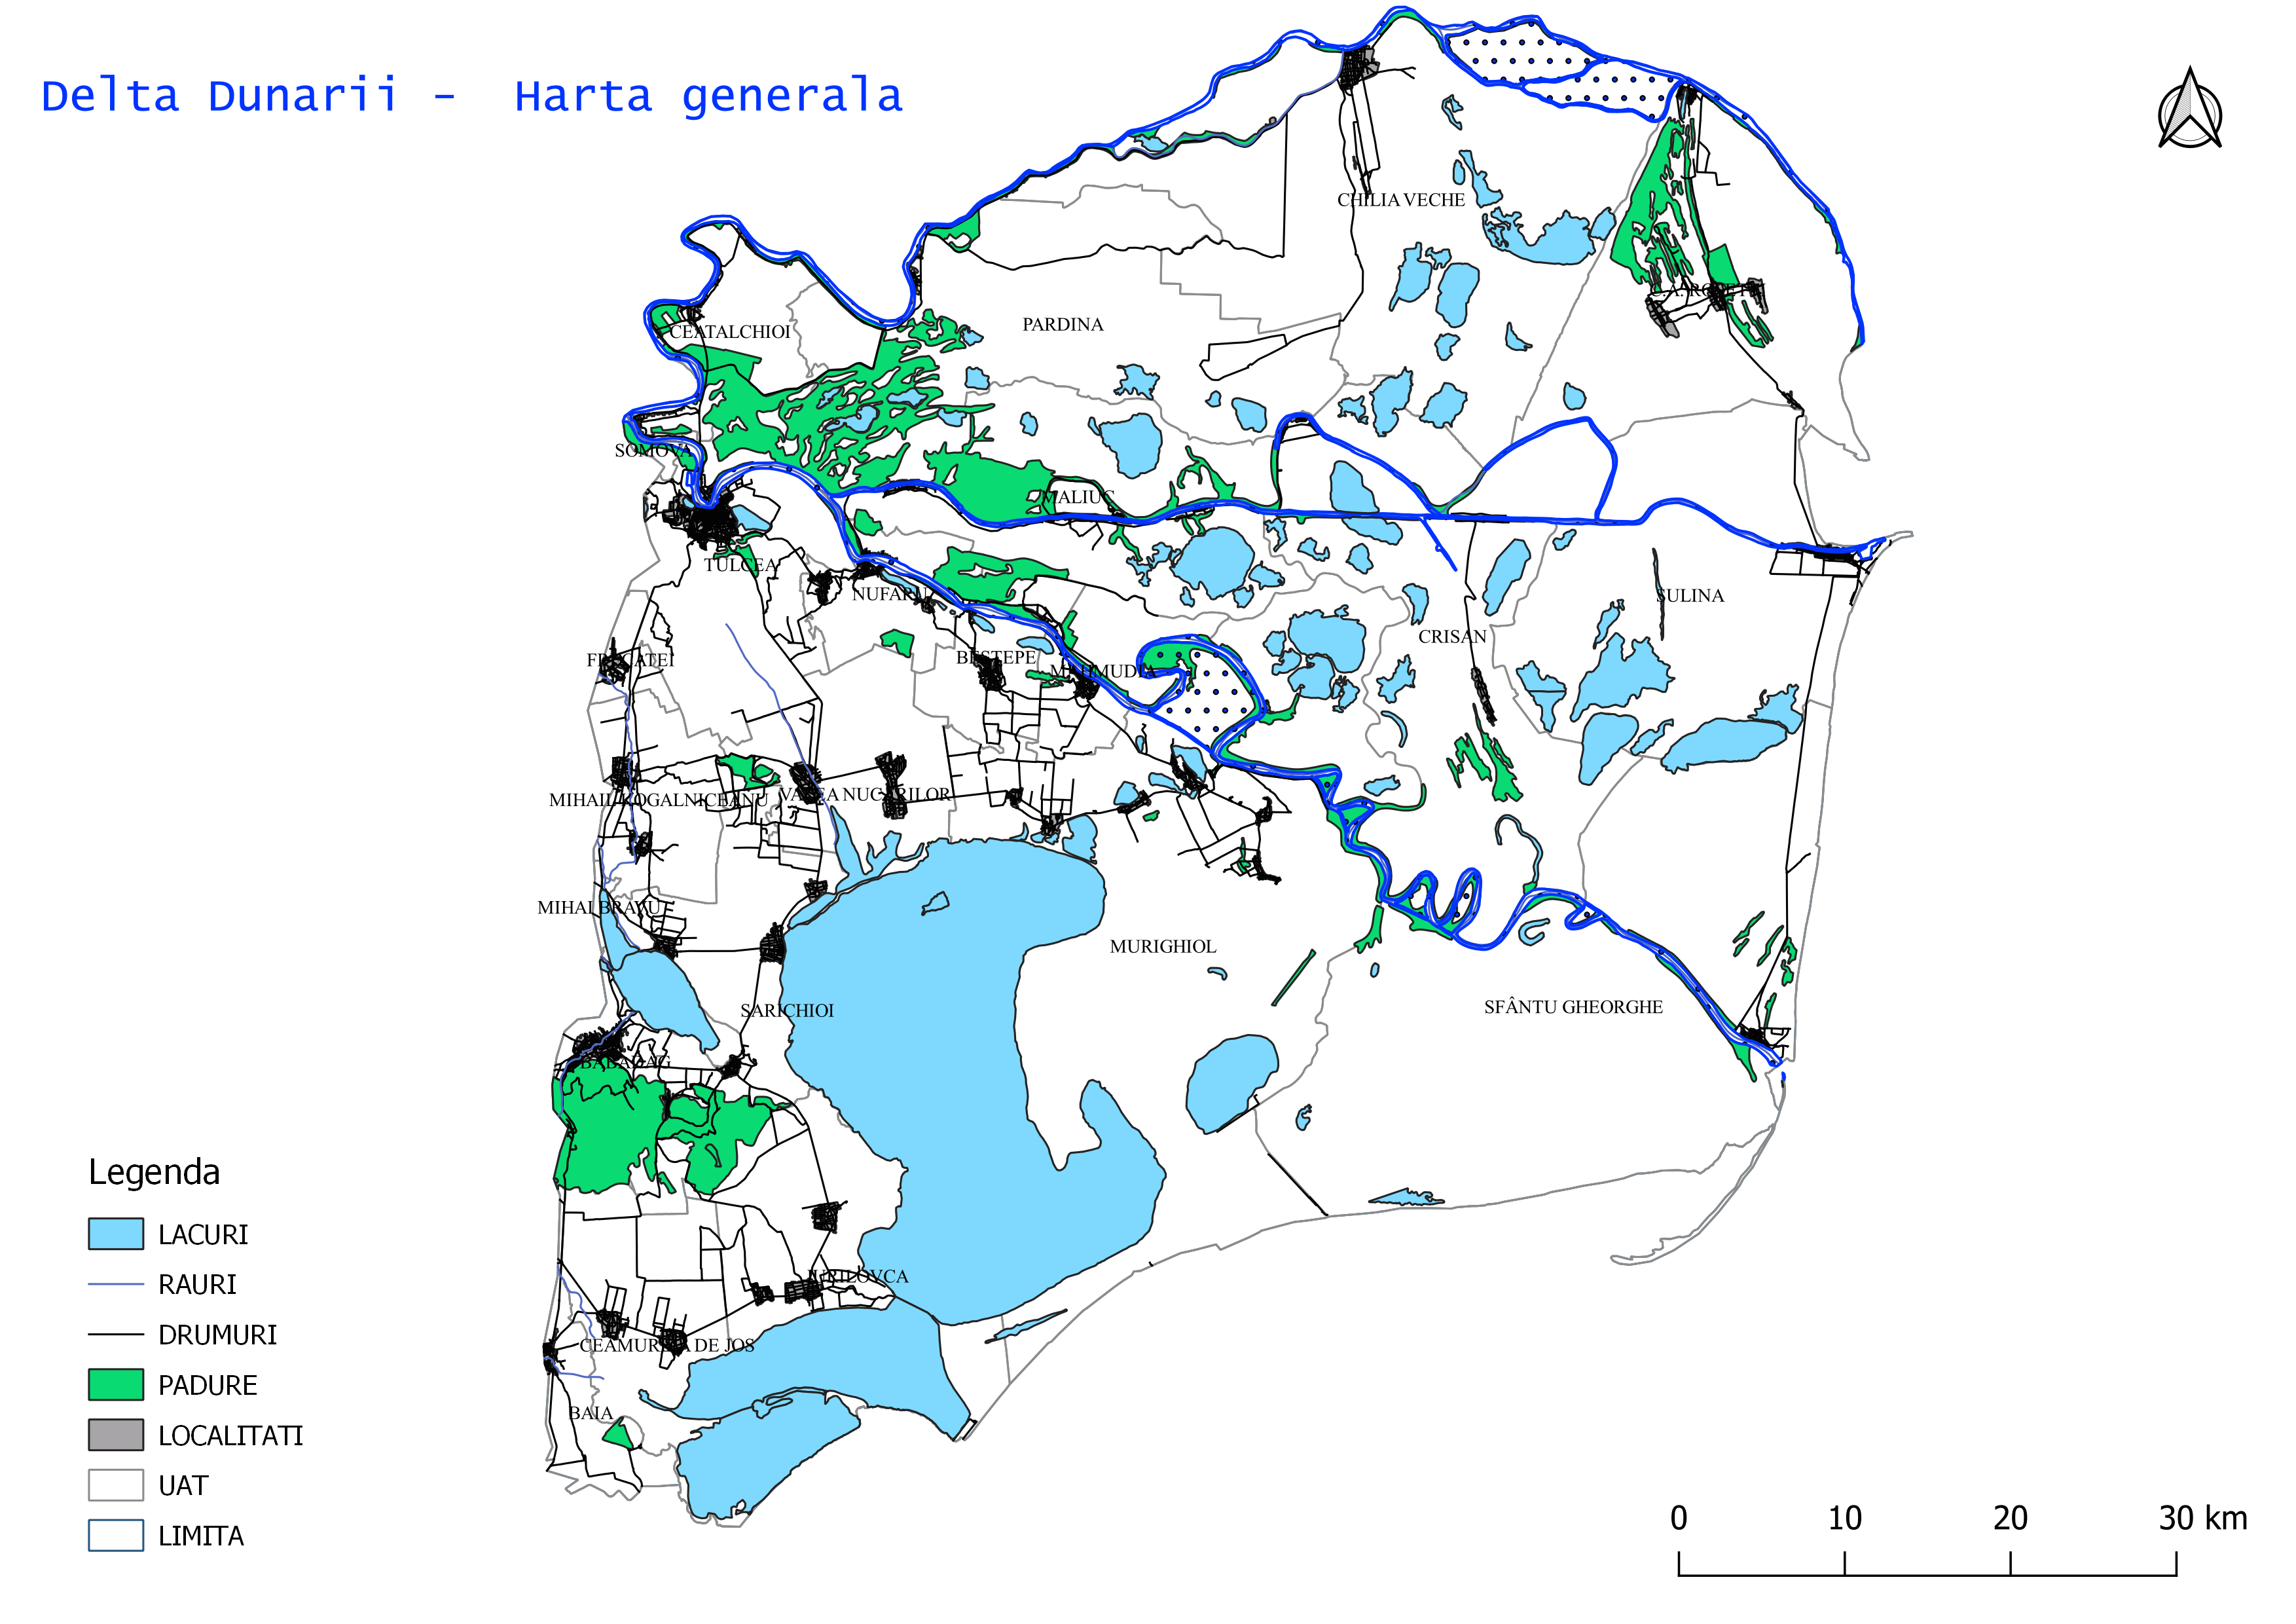 Delta Dunarii - Harta generala
CHILIA VECHE
C.A. ROSETTI
CEATALCHIOI
PARDINA
SOMOVA
MALIUC
TULCEA
NUFARU
SULINA
CRISAN
FRECATEI
BESTEPE
MAHMUDIA
MIHAIL KOGALNICEANU
VALEA NUCARILOR
MIHAI BRAVU
MURIGHIOL
SARICHIOI
SFÂNTU GHEORGHE
BABADAG
JURILOVCA
CEAMURLIA DE JOS
BAIA
Legenda
LACURI
RAURI
DRUMURI
PADURE
LOCALITATI
UAT
LIMITA
0 10 20 30 km